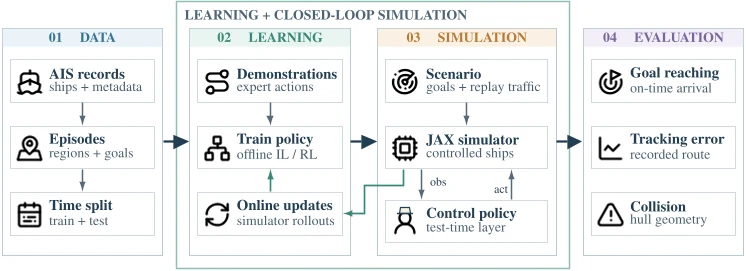 LEARNING + CLOSED-LOOP SIMULATION
01 DATA
AIS records
ships + metadata
Episodes
regions + goals
Time split
train + test
02 LEARNING
Demonstrations
expert actions
Train policy
offline IL / RL
Online updates
simulator rollouts
03 SIMULATION
Scenario
goals + replay traffic
JAX simulator
controlled ships
obs
act
Control policy
test-time layer
04 EVALUATION
Goal reaching
on-time arrival
Tracking error
recorded route
Collision
hull geometry